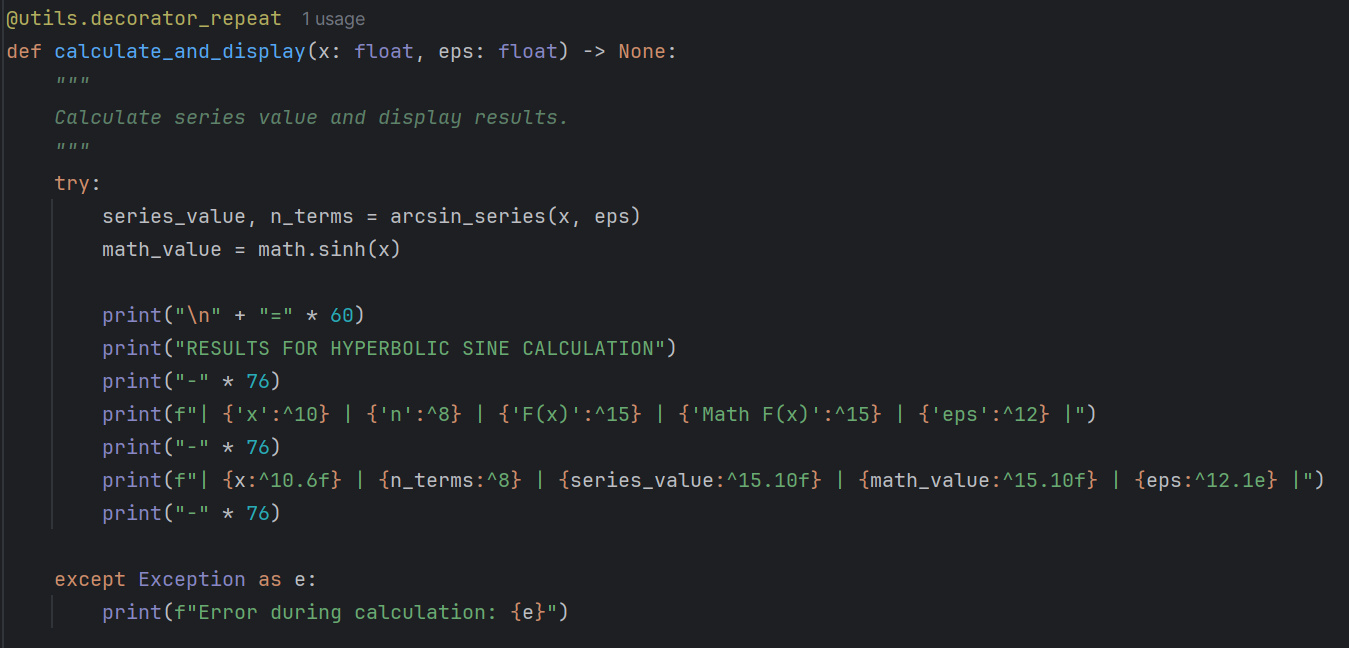 @utils.decorator_repeat 1 usage
def calculate_and_display(x: float, eps: float) -> None:
    """
    Calculate series value and display results.
    """
    try:
        series_value, n_terms = arcsin_series(x, eps)
        math_value = math.sinh(x)

        print("\n" + "=" * 60)
        print("RESULTS FOR HYPERBOLIC SINE CALCULATION")
        print("-" * 76)
        print(f"| {'x':^10} | {'n':^8} | {'F(x)':^15} | {'Math F(x)':^15} | {'eps':^12} |")
        print("-" * 76)
        print(f"| {x:^10.6f} | {n_terms:^8} | {series_value:^15.10f} | {math_value:^15.10f} | {eps:^12.1e} |")
        print("-" * 76)

    except Exception as e:
        print(f"Error during calculation: {e}")